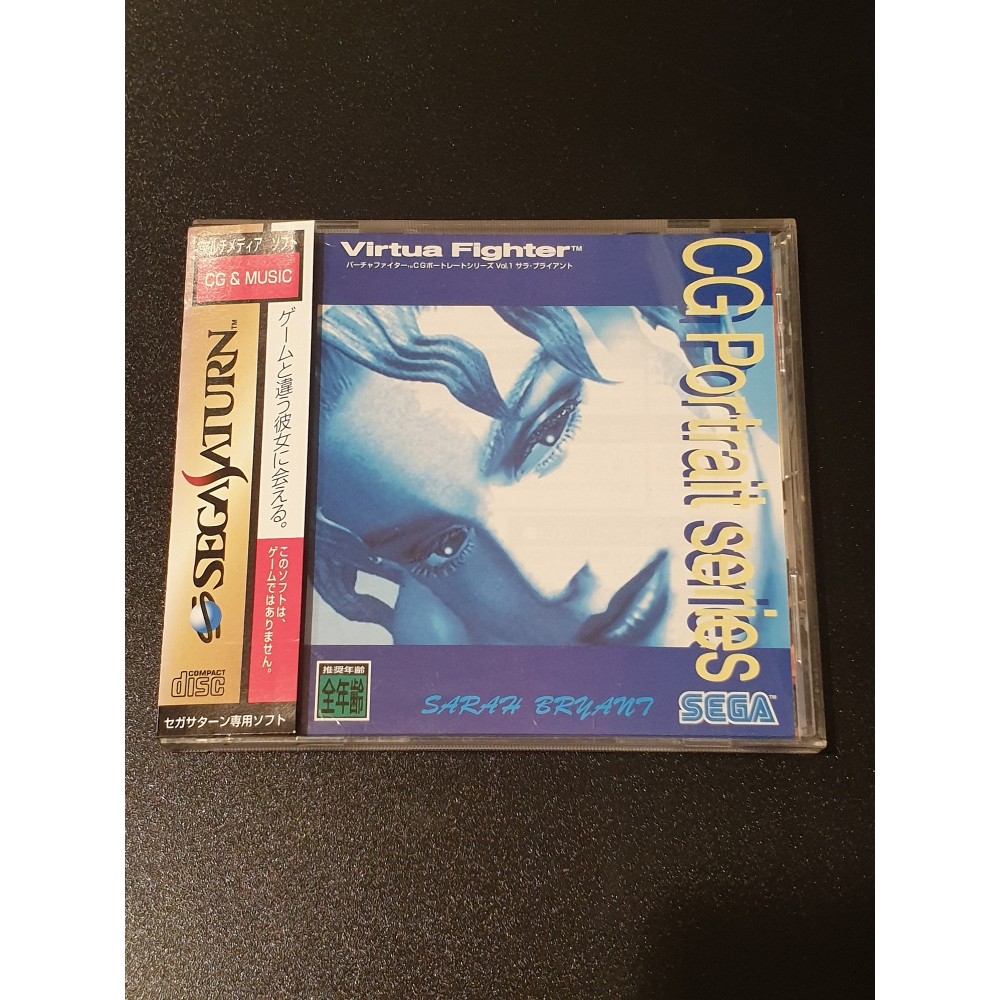 マルチメディア ソフト
CG & MUSIC
SEGA SATURN™
ゲームと違う彼女に会える。
このソフトは、
ゲームではありません。
COMPACT
disc
セガサターン専用ソフト
Virtua Fighter™
バーチャファイター™CGポートレートシリーズ Vol.1 サラ・ブライアント
CG Portrait series
推奨年齢
全年齢
SARAH BRYANT
SEGA™